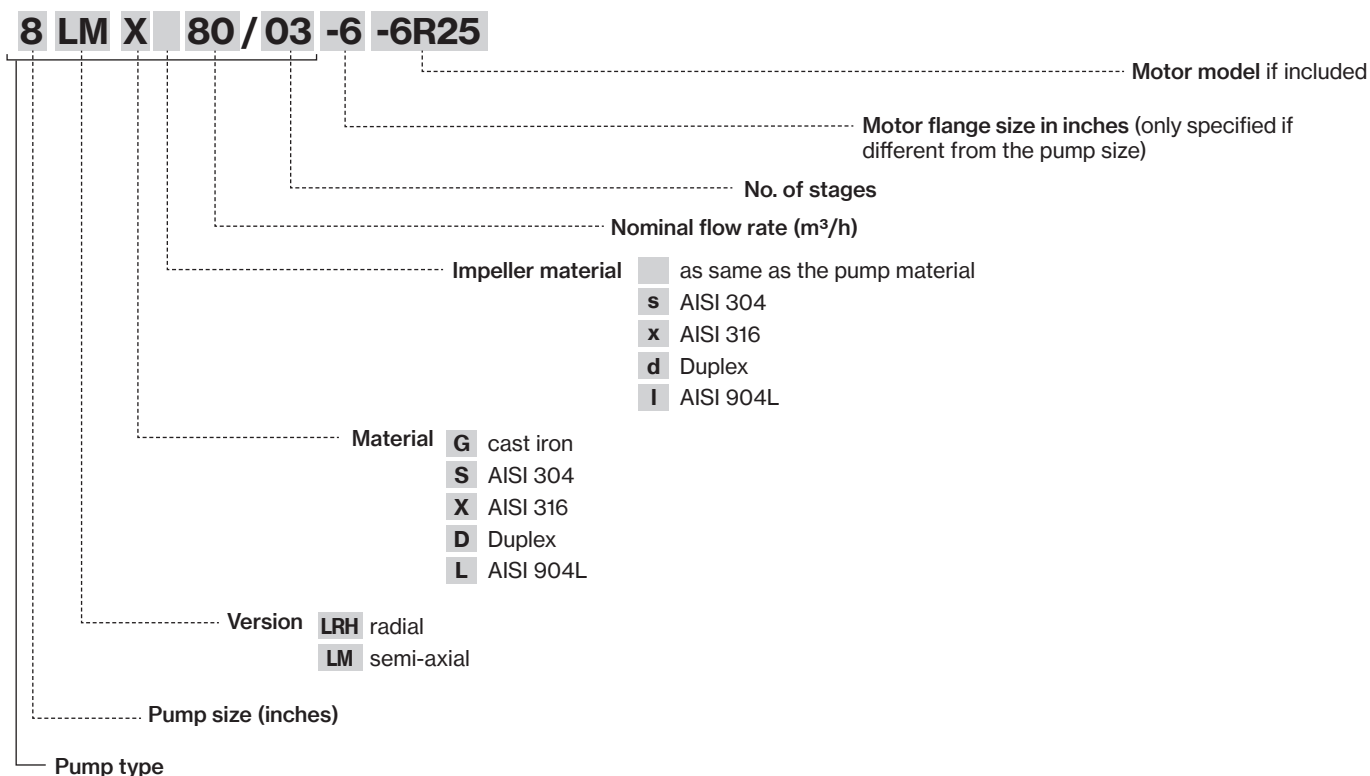 8 LM X 80/03 -6 -6R25
Motor model if included
Motor flange size in inches (only specified if
different from the pump size)
No. of stages
Nominal flow rate (m³/h)
Impeller material as same as the pump material
s AISI 304
x AISI 316
d Duplex
l AISI 904L
Material G cast iron
S AISI 304
X AISI 316
D Duplex
L AISI 904L
Version LRH radial
LM semi-axial
Pump size (inches)
Pump type